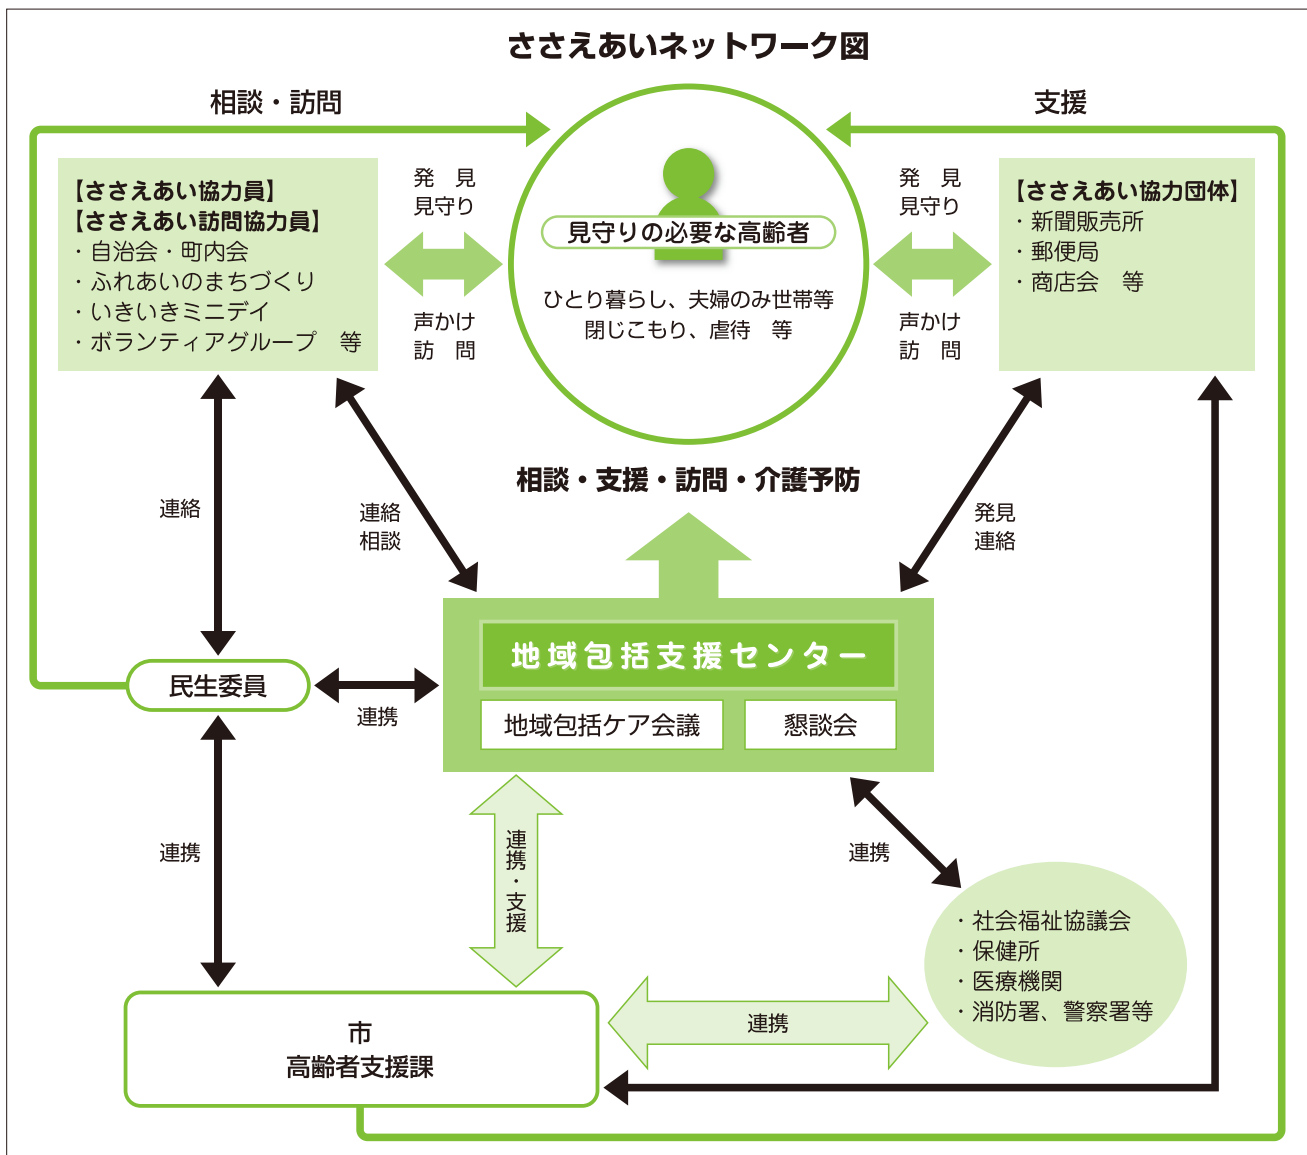 ささえあいネットワーク図
相談・訪問
支援
【ささえあい協力員】
【ささえあい訪問協力員】
・自治会・町内会
・ふれあいのまちづくり
・いきいきミニデイ
・ボランティアグループ　等
発　見
見守り
声かけ
訪　問
見守りの必要な高齢者
ひとり暮らし、夫婦のみ世帯等
閉じこもり、虐待　等
発　見
見守り
声かけ
訪　問
【ささえあい協力団体】
・新聞販売所
・郵便局
・商店会　等
相談・支援・訪問・介護予防
連絡
連絡
相談
発見
連絡
地域包括支援センター
地域包括ケア会議
懇談会
民生委員
連携
連携
連携・支援
連携
・社会福祉協議会
・保健所
・医療機関
・消防署、警察署等
連携
市
高齢者支援課